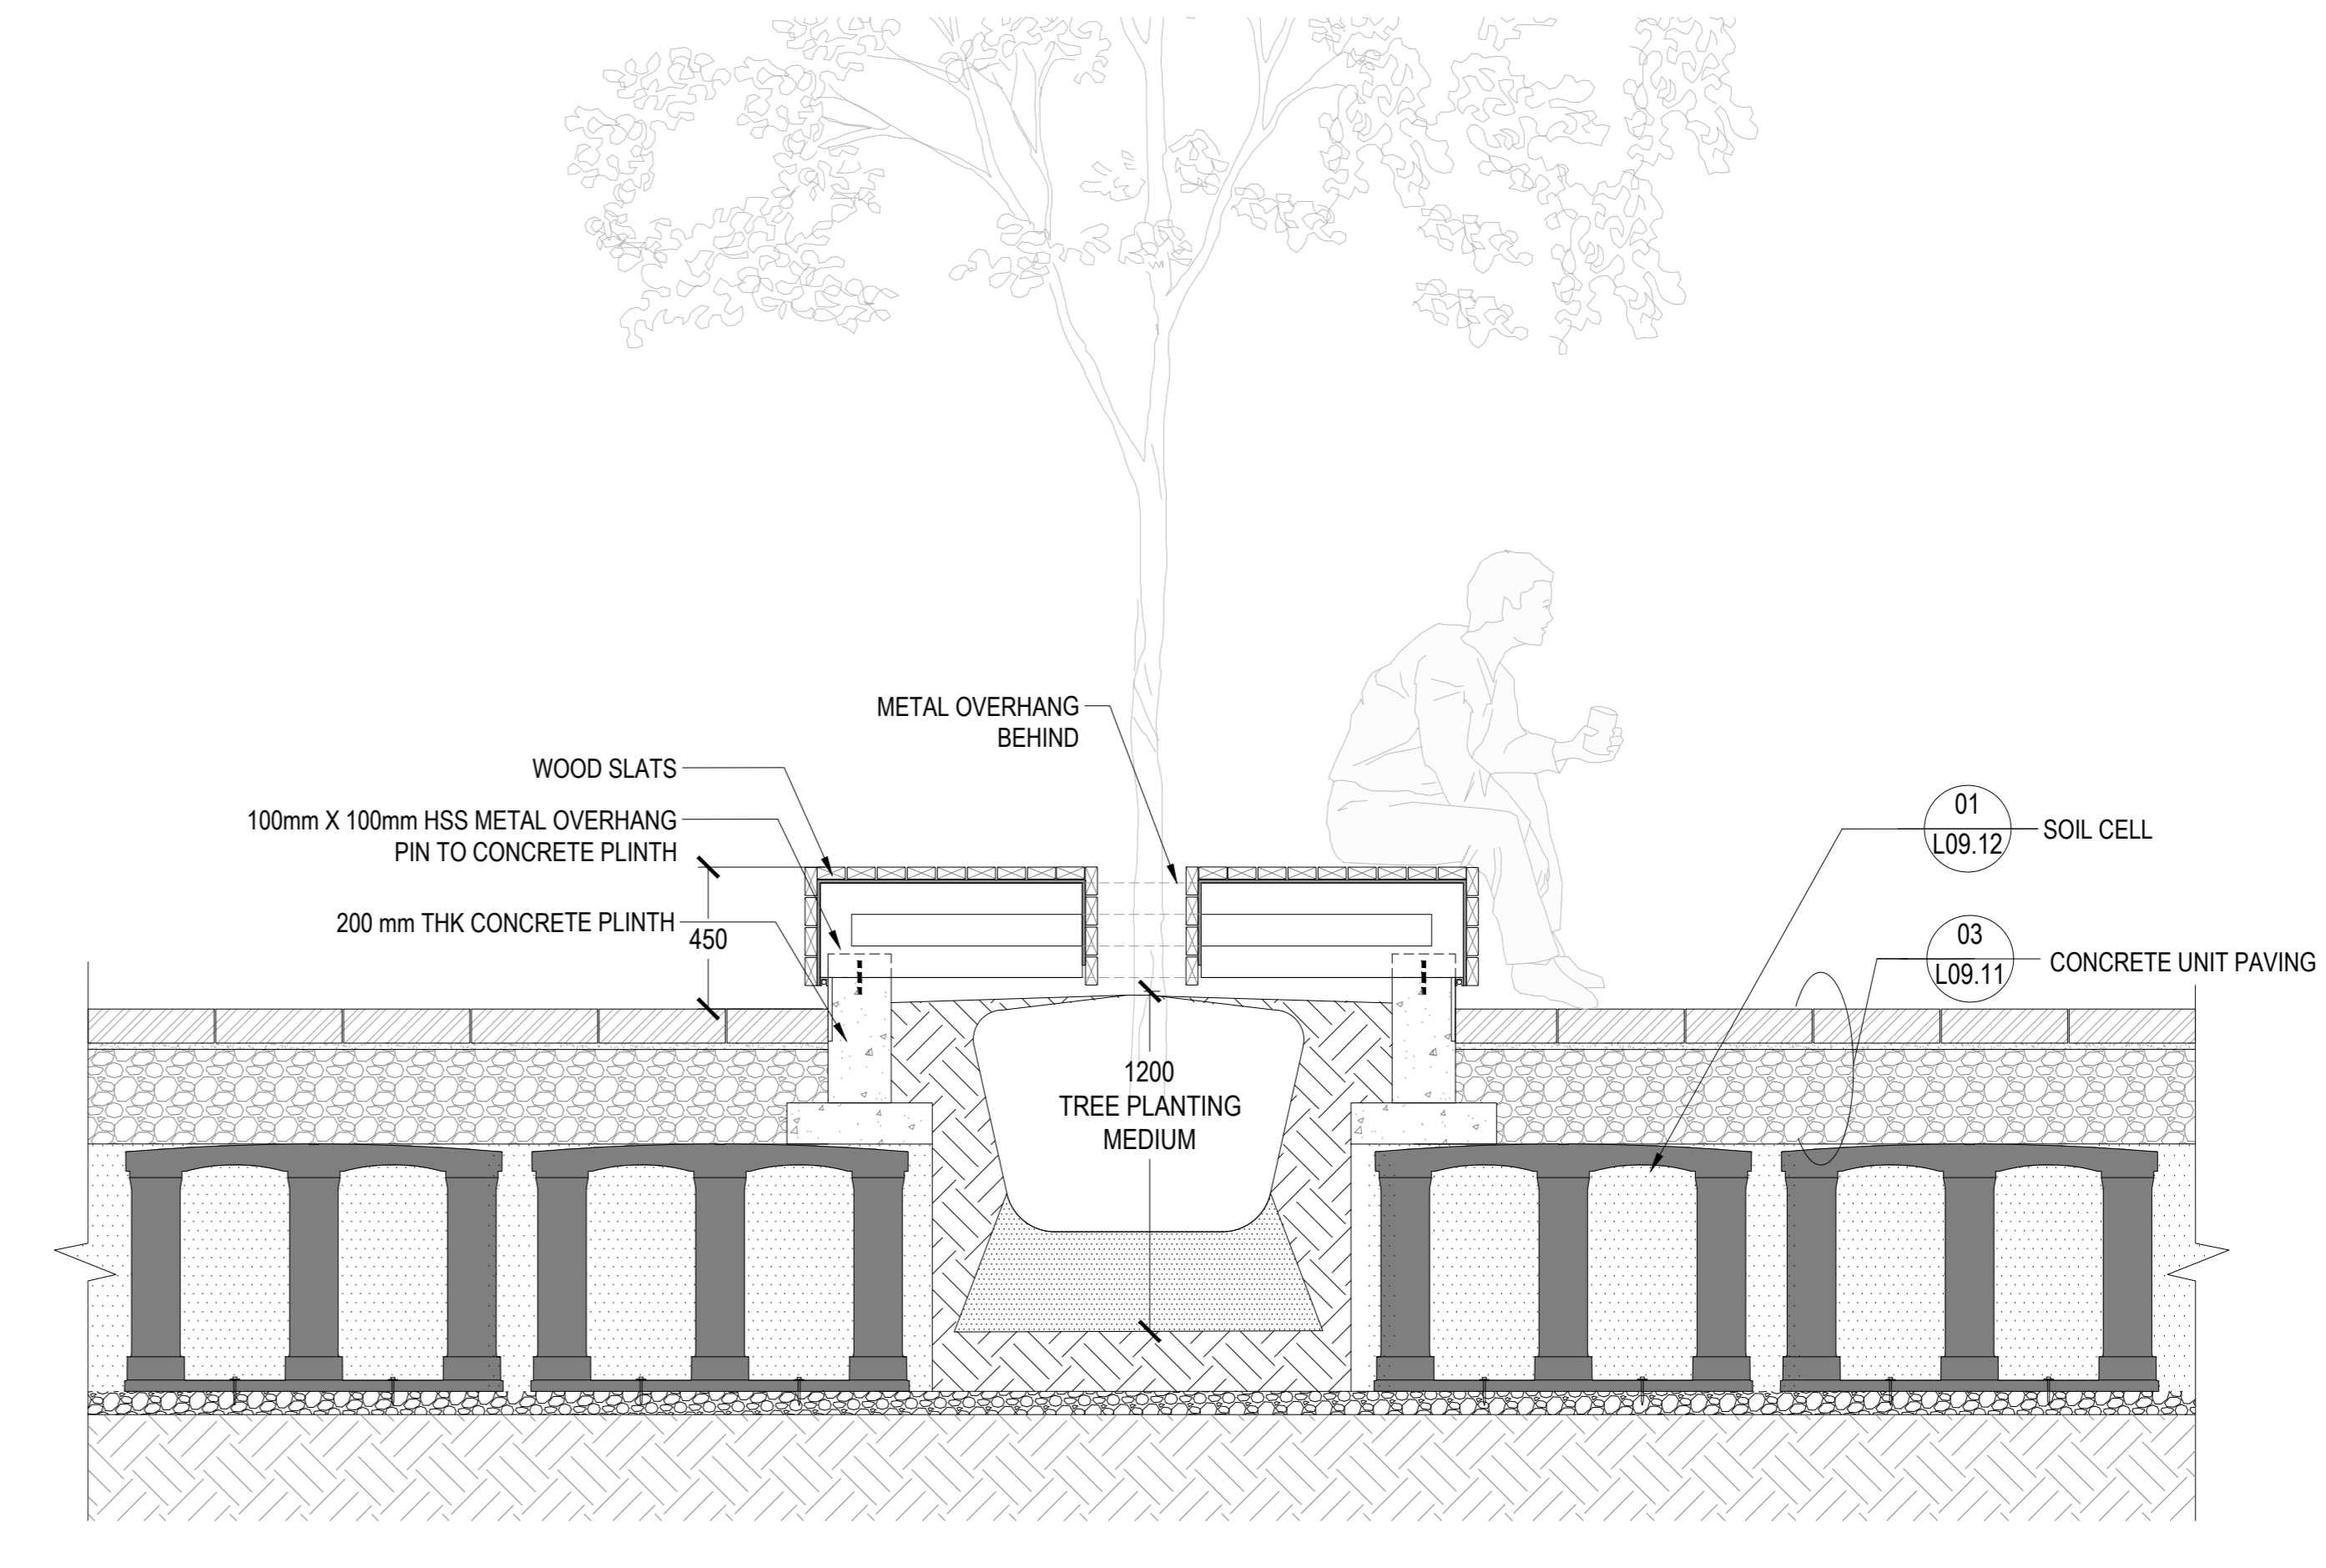 METAL OVERHANG
BEHIND
WOOD SLATS
100mm X 100mm HSS METAL OVERHANG
PIN TO CONCRETE PLINTH
200 mm THK CONCRETE PLINTH
450
01
L09.12
SOIL CELL
03
L09.11
CONCRETE UNIT PAVING
1200
TREE PLANTING
MEDIUM